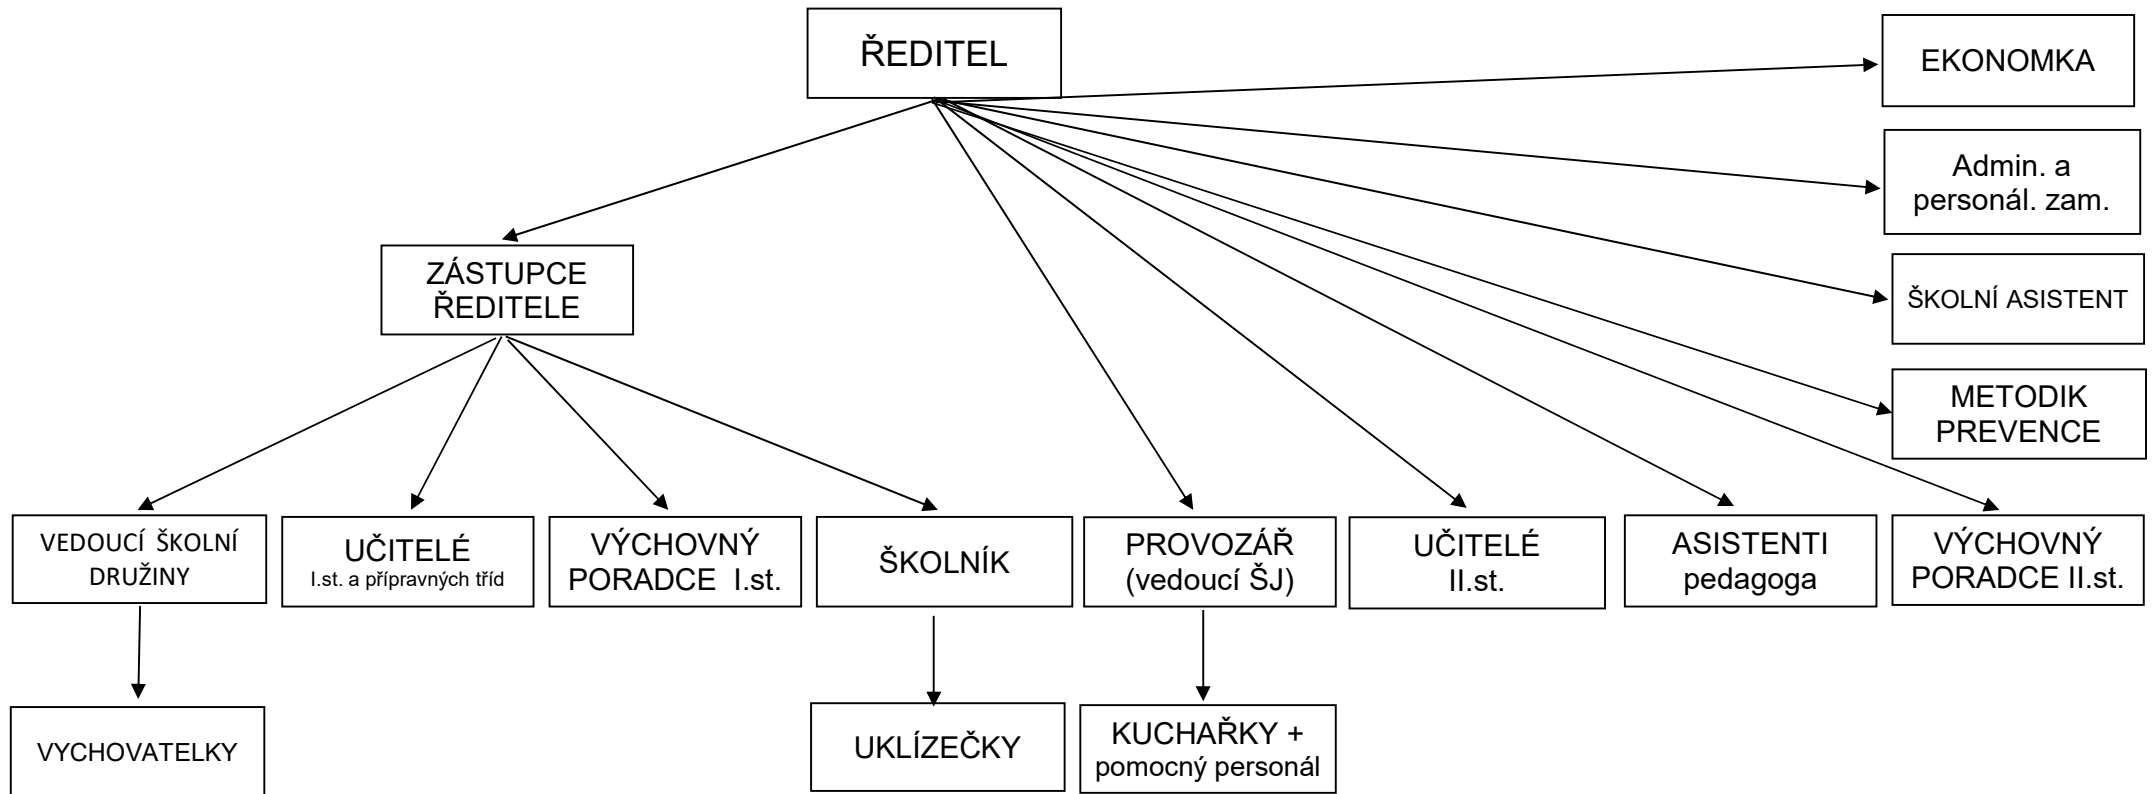 ŘEDITEL
EKONOMKA
Admin. a
personál. zam.
ZÁSTUPCE
ŘEDITELE
ŠKOLNÍ ASISTENT
METODIK
PREVENCE
VEDOUCÍ ŠKOLNÍ
DRUŽINY
UČITELÉ
I.st. a přípravných tříd
VÝCHOVNÝ
PORADCE I.st.
ŠKOLNÍK
PROVOZÁŘ
(vedoucí ŠJ)
UČITELÉ
II.st.
ASISTENTI
pedagoga
VÝCHOVNÝ
PORADCE II.st.
VYCHOVATELKY
UKLÍZEČKY
KUCHAŘKY +
pomocný personál